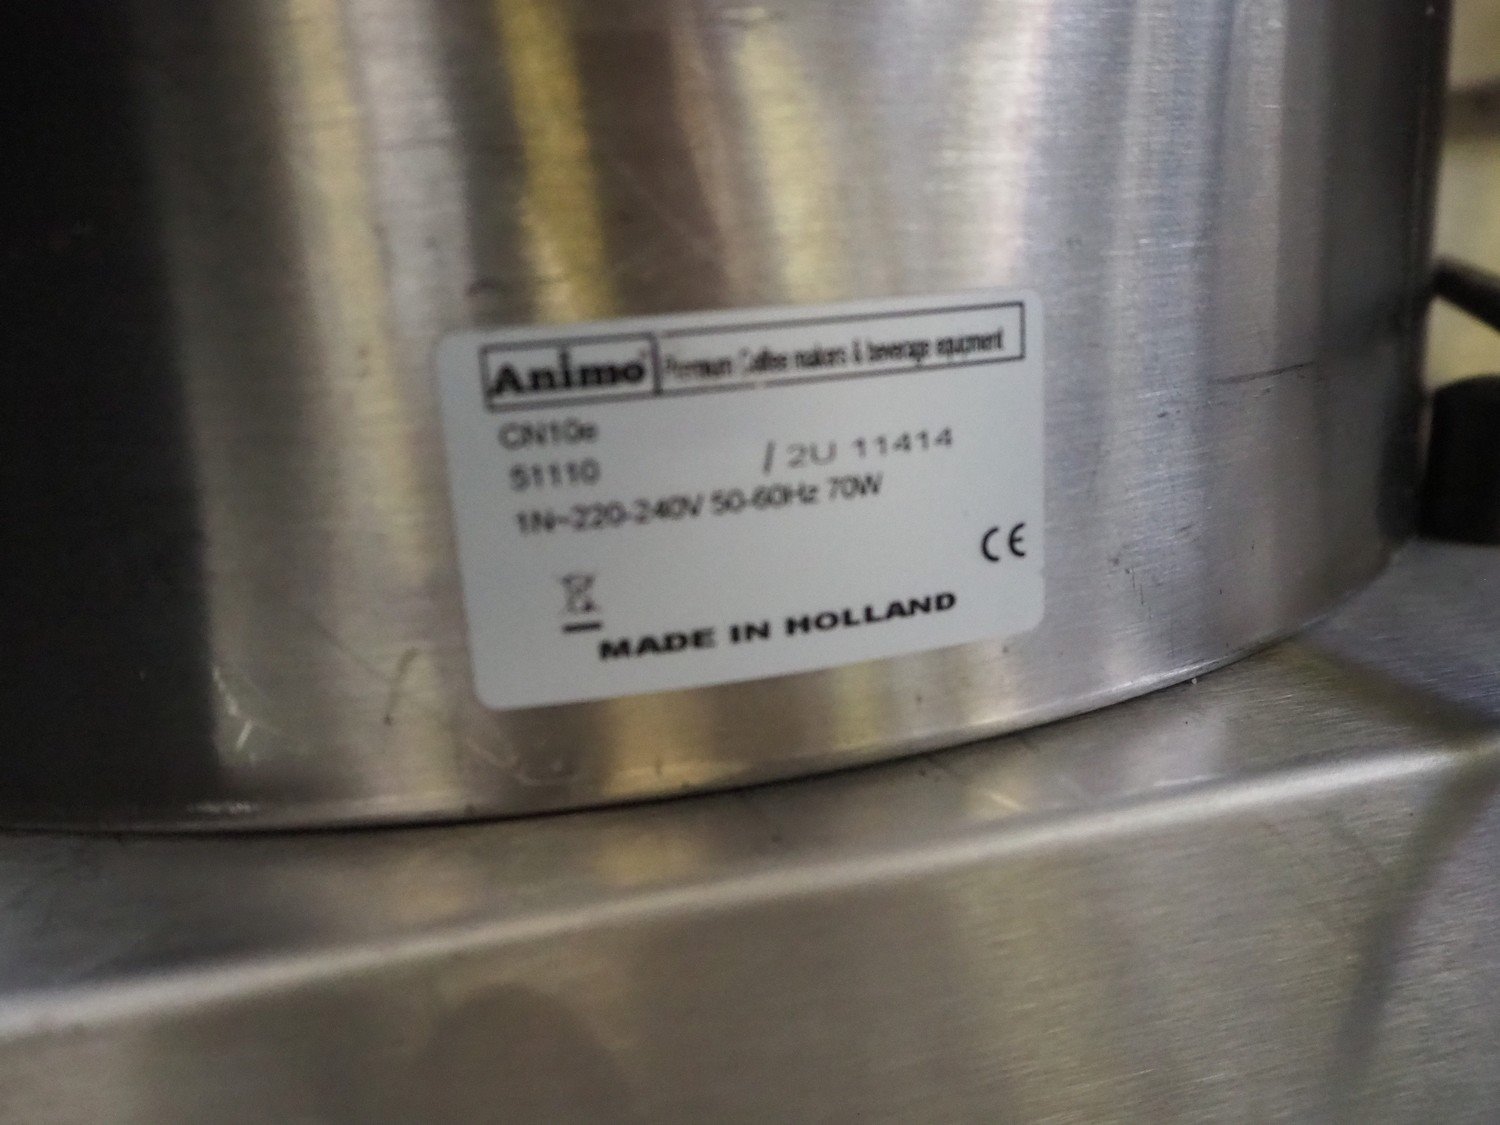 Animo Premium Coffee makers & beverage equipment
CN10e
51110 / 2U 11414
1N~220-240V 50-60Hz 70W
CE
MADE IN HOLLAND